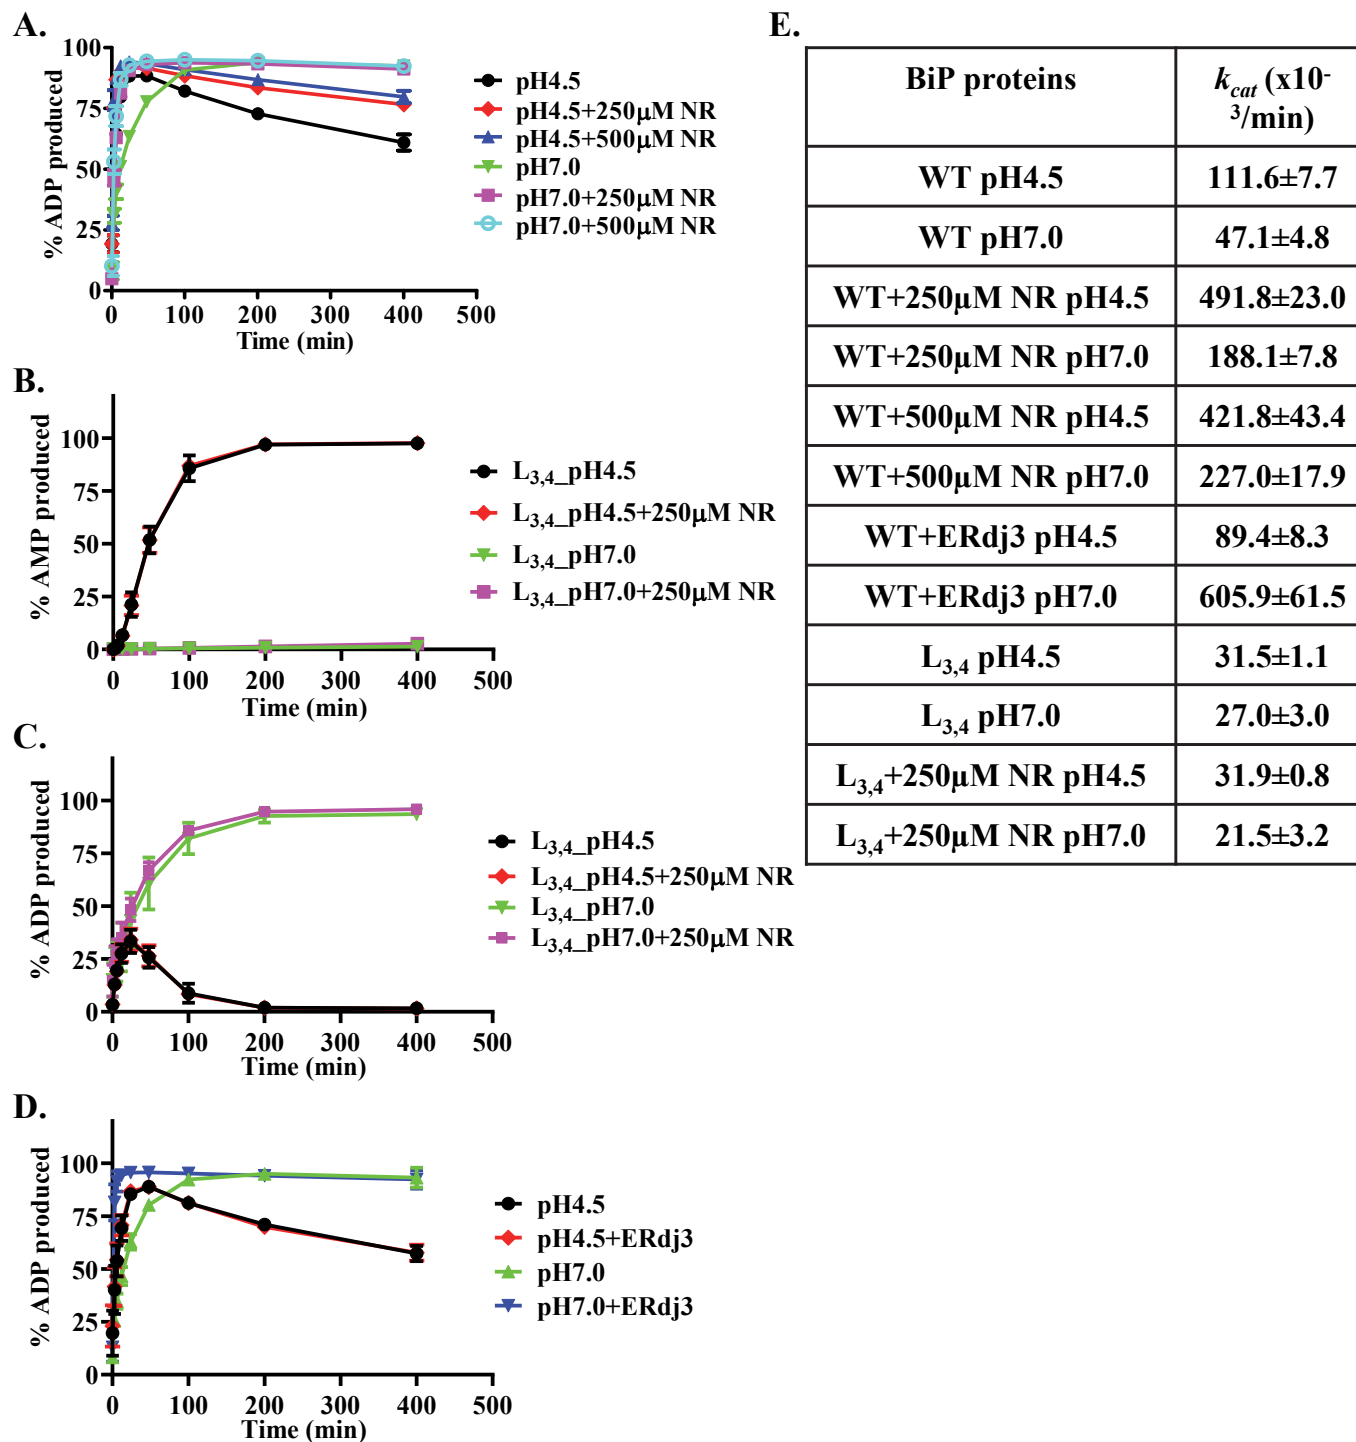 A.
% ADP produced
100
75
50
25
0
0 100 200 300 400 500
Time (min)
pH4.5
pH4.5+250μM NR
pH4.5+500μM NR
pH7.0
pH7.0+250μM NR
pH7.0+500μM NR
B.
% AMP produced
100
75
50
25
0
0 100 200 300 400 500
Time (min)
L3,4_pH4.5
L3,4_pH4.5+250μM NR
L3,4_pH7.0
L3,4_pH7.0+250μM NR
C.
% ADP produced
100
75
50
25
0
0 100 200 300 400 500
Time (min)
L3,4_pH4.5
L3,4_pH4.5+250μM NR
L3,4_pH7.0
L3,4_pH7.0+250μM NR
D.
% ADP produced
100
75
50
25
0
0 100 200 300 400 500
Time (min)
pH4.5
pH4.5+ERdj3
pH7.0
pH7.0+ERdj3
E.
BiP proteins kcat (x10-
3/min)
WT pH4.5 111.6±7.7
WT pH7.0 47.1±4.8
WT+250μM NR pH4.5 491.8±23.0
WT+250μM NR pH7.0 188.1±7.8
WT+500μM NR pH4.5 421.8±43.4
WT+500μM NR pH7.0 227.0±17.9
WT+ERdj3 pH4.5 89.4±8.3
WT+ERdj3 pH7.0 605.9±61.5
L3,4 pH4.5 31.5±1.1
L3,4 pH7.0 27.0±3.0
L3,4+250μM NR pH4.5 31.9±0.8
L3,4+250μM NR pH7.0 21.5±3.2